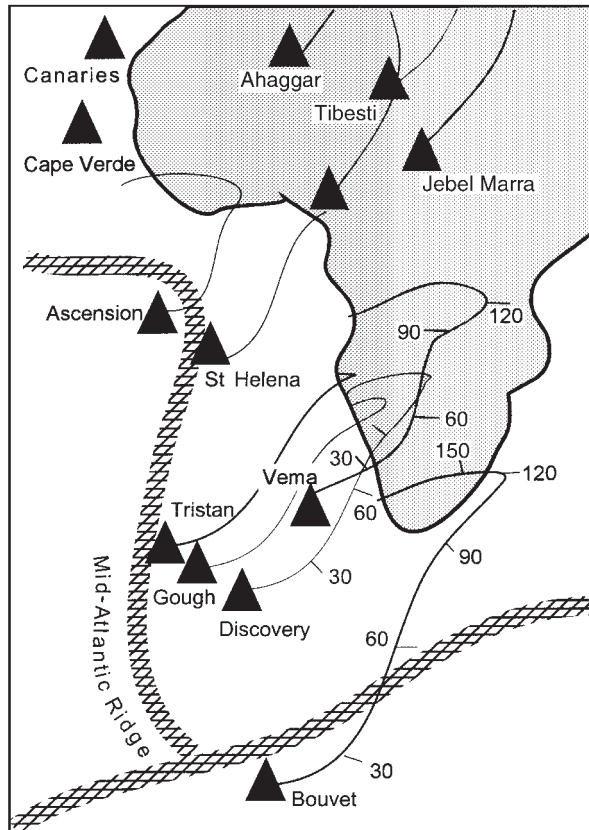 Canaries
Ahaggar
Tibesti
Cape Verde
Jebel Marra
Ascension
120
90
St Helena
60
150
30
Vema
120
Tristan
60
90
Gough
30
Discovery
Mid-Atlantic Ridge
60
30
Bouvet